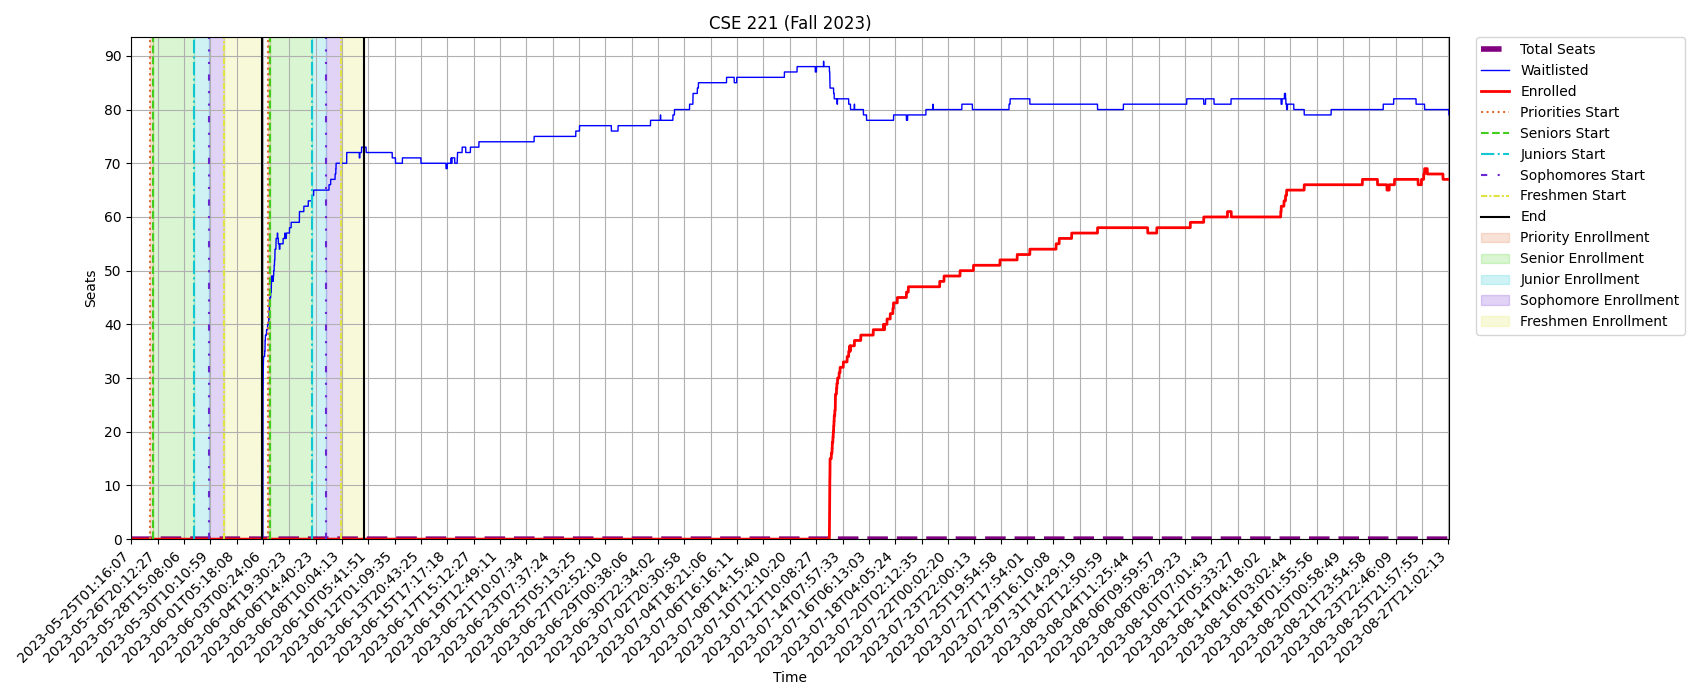 CSE 221 (Fall 2023)
Seats
90
80
70
60
50
40
30
20
10
0
2023-05-25T01:16:07
2023-05-26T20:12:27
2023-05-28T15:08:06
2023-05-30T10:10:59
2023-06-01T05:18:08
2023-06-03T00:24:06
2023-06-04T19:30:23
2023-06-06T14:40:23
2023-06-08T10:04:13
2023-06-10T05:41:51
2023-06-12T01:09:35
2023-06-13T20:43:25
2023-06-15T17:17:18
2023-06-17T15:12:27
2023-06-19T12:49:11
2023-06-21T10:07:34
2023-06-23T07:37:24
2023-06-25T05:13:25
2023-06-27T02:52:10
2023-06-29T00:38:06
2023-06-30T22:34:02
2023-07-02T20:30:58
2023-07-04T18:21:06
2023-07-06T16:16:11
2023-07-08T14:15:40
2023-07-10T12:10:20
2023-07-12T10:08:27
2023-07-14T07:57:33
2023-07-16T06:13:03
2023-07-18T04:05:24
2023-07-20T02:12:35
2023-07-22T00:02:20
2023-07-23T22:00:13
2023-07-25T19:54:58
2023-07-27T17:54:01
2023-07-29T16:10:08
2023-07-31T14:29:19
2023-08-02T12:50:59
2023-08-04T11:25:44
2023-08-06T09:59:57
2023-08-08T08:29:23
2023-08-10T07:01:43
2023-08-12T05:33:27
2023-08-14T04:18:02
2023-08-16T03:02:44
2023-08-18T01:55:56
2023-08-20T00:58:49
2023-08-21T23:54:58
2023-08-23T22:46:09
2023-08-25T21:57:55
2023-08-27T21:02:13
Time
Total Seats
Waitlisted
Enrolled
Priorities Start
Seniors Start
Juniors Start
Sophomores Start
Freshmen Start
End
Priority Enrollment
Senior Enrollment
Junior Enrollment
Sophomore Enrollment
Freshmen Enrollment